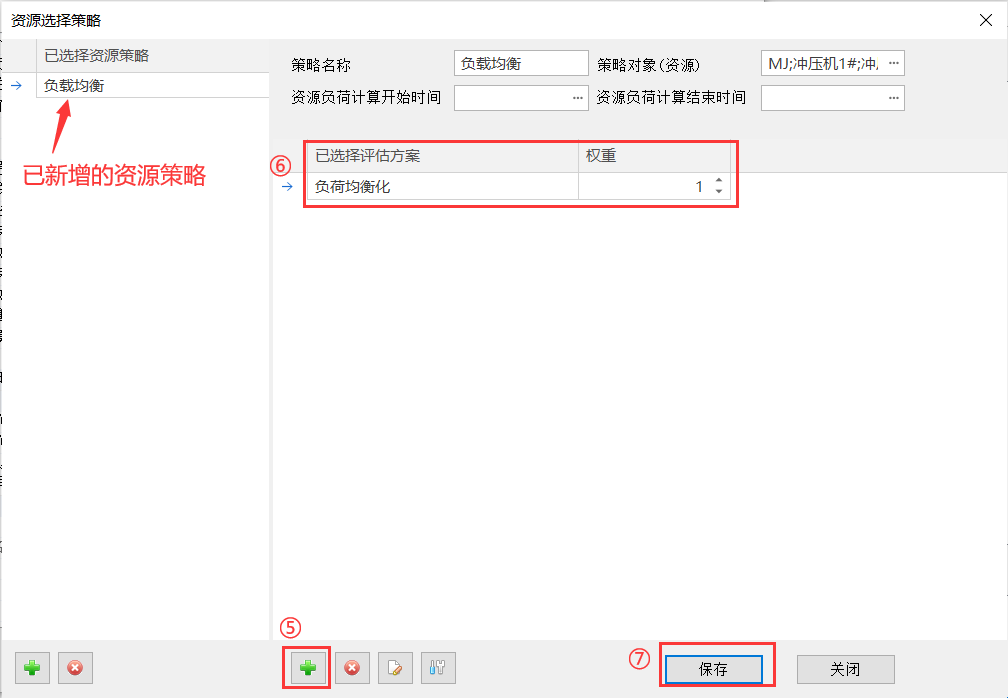 资源选择策略
已选择资源策略
负载均衡
已新增的资源策略
策略名称 负载均衡 策略对象(资源) MJ;冲压机1#;冲, ...
资源负荷计算开始时间 ... 资源负荷计算结束时间 ...
⑥
已选择评估方案 权重
负荷均衡化 1
⑤
⑦
保存 关闭